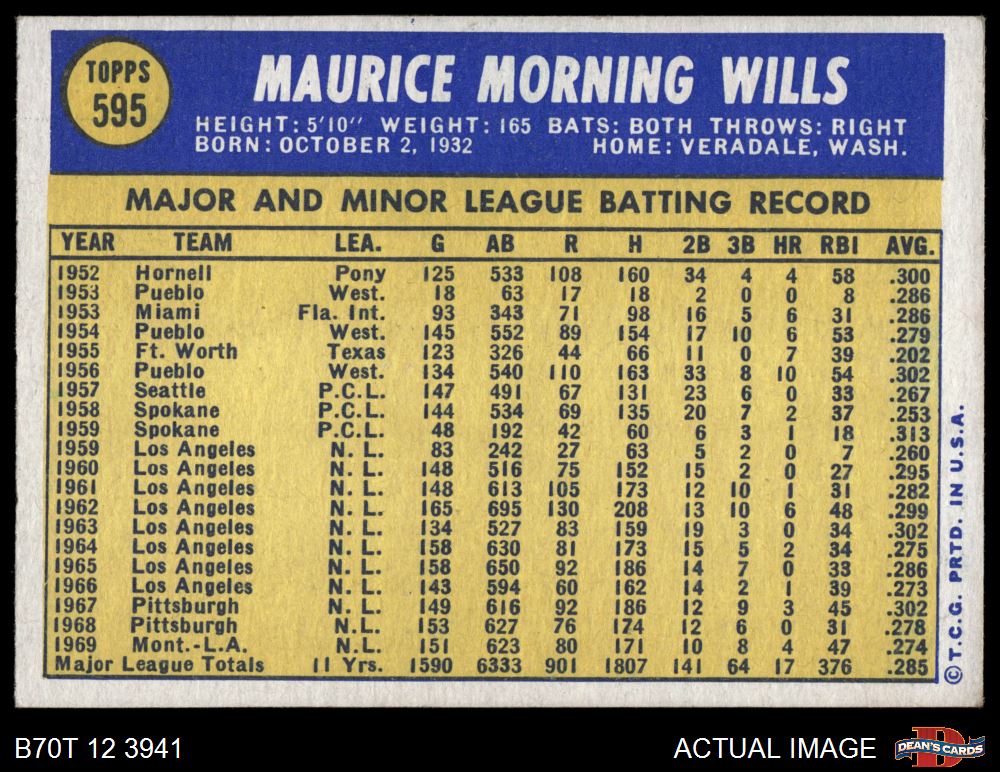 TOPPS
595
MAURICE MORNING WILLS
HEIGHT: 5'10" WEIGHT: 165 BATS: BOTH THROWS: RIGHT
BORN: OCTOBER 2, 1932 HOME: VERADALE, WASH.
MAJOR AND MINOR LEAGUE BATTING RECORD
YEAR TEAM LEA. G AB R H 2B 3B HR RBI AVG.
1952 Hornell Pony 125 533 108 160 34 4 4 58 .300
1953 Pueblo West. 18 63 17 18 2 0 0 8 .286
1953 Miami Fla. Int. 93 343 71 98 16 5 6 31 .286
1954 Pueblo West. 145 552 89 154 17 10 6 53 .279
1955 Ft. Worth Texas 123 326 44 66 11 0 7 39 .202
1956 Pueblo West. 134 540 110 163 33 8 10 54 .302
1957 Seattle P.C.L. 147 491 67 131 23 6 0 33 .267
1958 Spokane P.C.L. 144 534 69 135 20 7 2 37 .253
1959 Spokane P.C.L. 48 192 42 60 6 3 1 18 .313
1959 Los Angeles N. L. 83 242 27 63 5 2 0 7 .260
1960 Los Angeles N. L. 148 516 75 152 15 2 0 27 .295
1961 Los Angeles N. L. 148 613 105 173 12 10 1 31 .282
1962 Los Angeles N. L. 165 695 130 208 13 10 6 48 .299
1963 Los Angeles N. L. 134 527 83 159 19 3 0 34 .302
1964 Los Angeles N. L. 158 630 81 173 15 5 2 34 .275
1965 Los Angeles N. L. 158 650 92 186 14 7 0 33 .286
1966 Los Angeles N. L. 143 594 60 162 14 2 1 39 .273
1967 Pittsburgh N.L. 149 616 92 186 12 9 3 45 .302
1968 Pittsburgh N.L. 153 627 76 174 12 6 0 31 .278
1969 Mont.-L.A. N.L. 151 623 80 171 10 8 4 47 .274
Major League Totals 11 Yrs. 1590 6333 901 1807 141 64 17 376 .285
© T.C.G. PRTD. IN U.S.A.
B70T 12 3941 ACTUAL IMAGE
DEAN'S CARDS